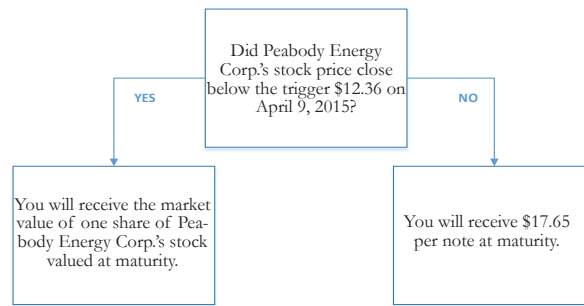 Did Peabody Energy
Corp.'s stock price close
below the trigger $12.36 on
April 9, 2015?
YES
NO
You will receive the market
value of one share of Pea-
body Energy Corp.'s stock
valued at maturity.
You will receive $17.65
per note at maturity.